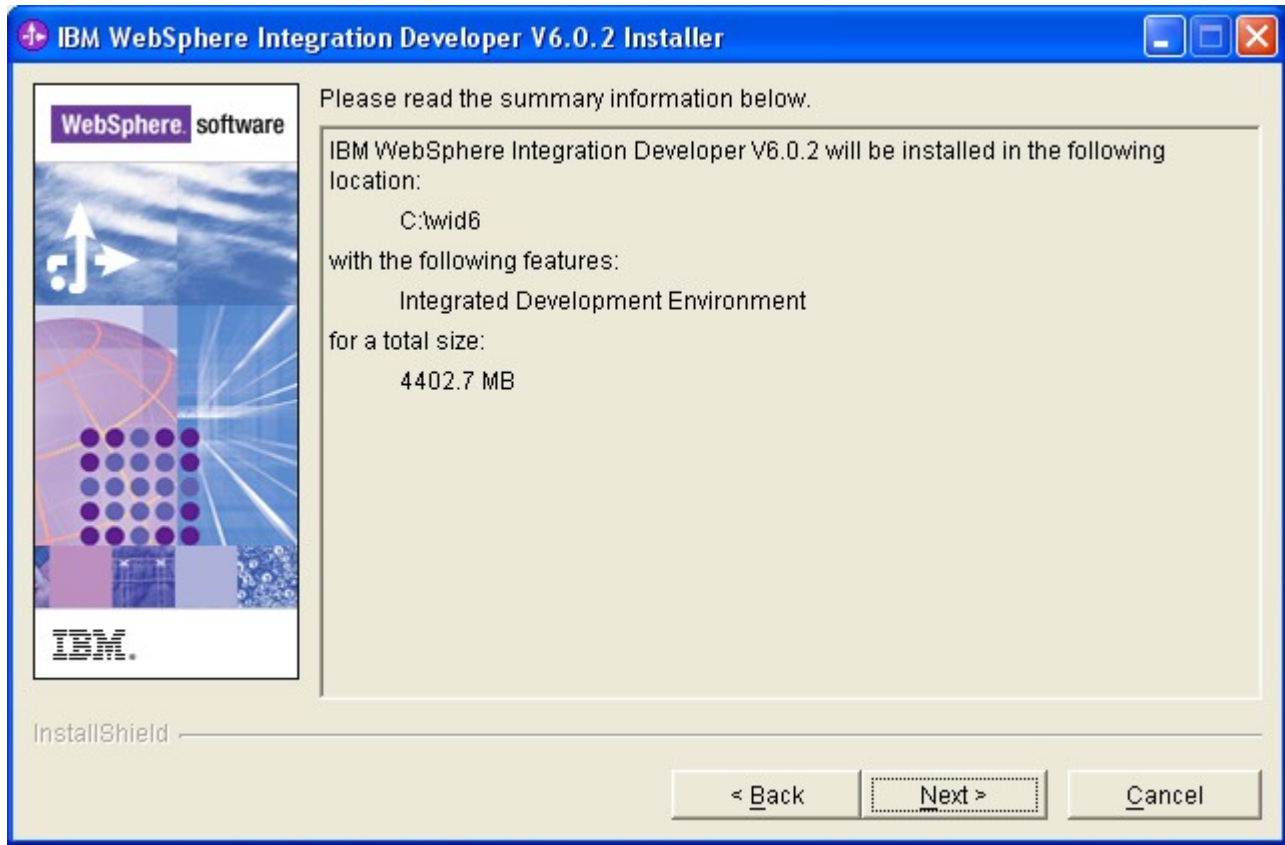 IBM WebSphere Integration Developer V6.0.2 Installer
WebSphere. software
IBM.
Please read the summary information below.
IBM WebSphere Integration Developer V6.0.2 will be installed in the following
location:
C:\wid6
with the following features:
Integrated Development Environment
for a total size:
4402.7 MB
InstallShield
< Back
Next >
Cancel